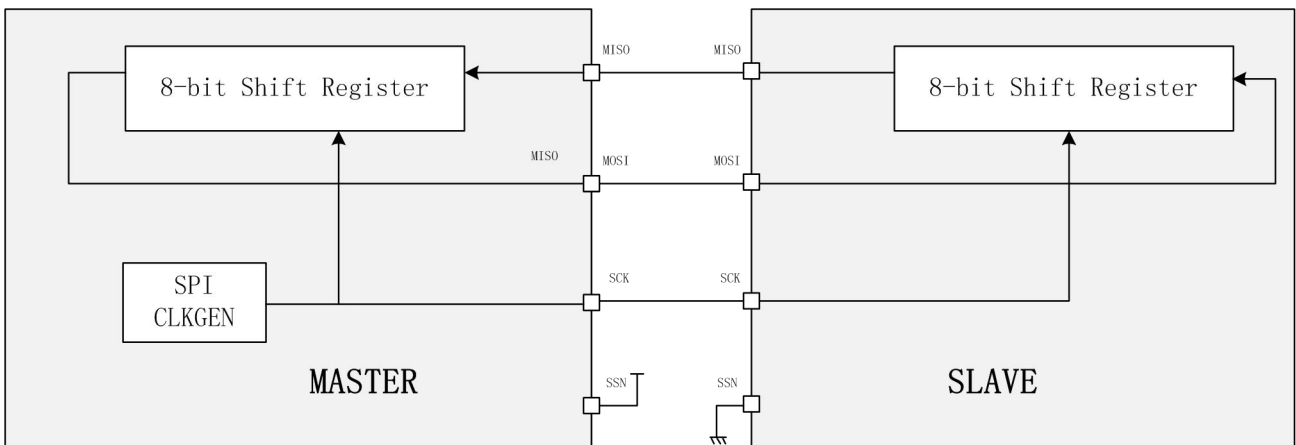 MISO MISO
8-bit Shift Register 8-bit Shift Register
MISO MOSI MOSI
SCK SCK
SPI
CLKGEN
SSN SSN
MASTER SLAVE